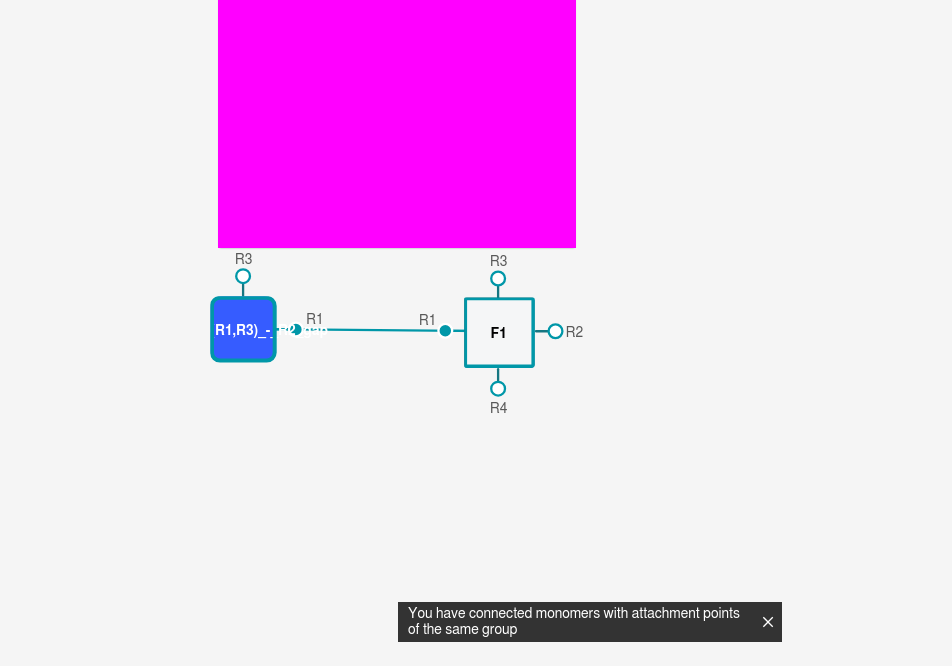 R3
R3
R1
R1
R1,R3)_-_
F1
R2
R4
You have connected monomers with attachment points
of the same group